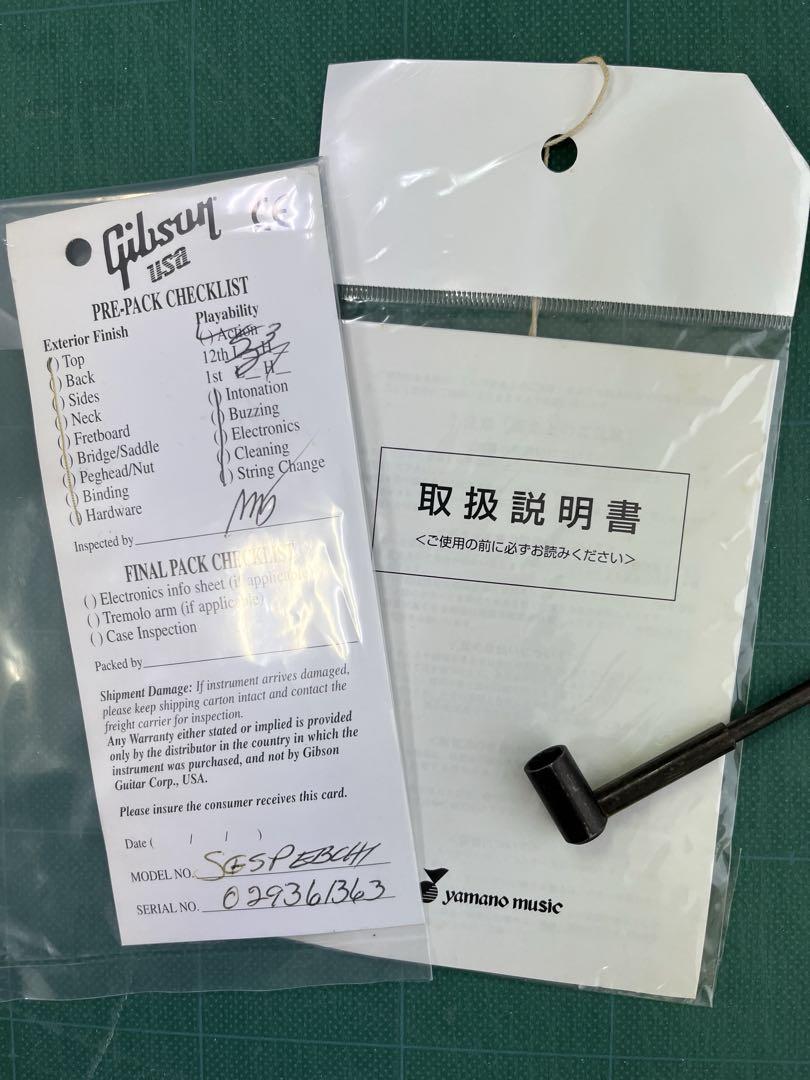 Gibson
usa
CE
PRE-PACK CHECKLIST
Exterior Finish
( ) Top
( ) Back
( ) Sides
( ) Neck
( ) Fretboard
( ) Bridge/Saddle
( ) Peghead/Nut
( ) Binding
( ) Hardware
Playability
( ) Action
12th
1st
( ) Intonation
( ) Buzzing
( ) Electronics
( ) Cleaning
( ) String Change
Inspected by
FINAL PACK CHECKLIST
( ) Electronics info sheet (if applicable)
( ) Tremolo arm (if applicable)
( ) Case Inspection
Packed by
Shipment Damage: If instrument arrives damaged,
please keep shipping carton intact and contact the
freight carrier for inspection.
Any Warranty either stated or implied is provided
only by the distributor in the country in which the
instrument was purchased, and not by Gibson
Guitar Corp., USA.
Please insure the consumer receives this card.
Date ( / / )
MODEL NO. SGSPEBCH1
SERIAL NO. 029361363
取扱説明書
<ご使用の前に必ずお読みください>
yamano music